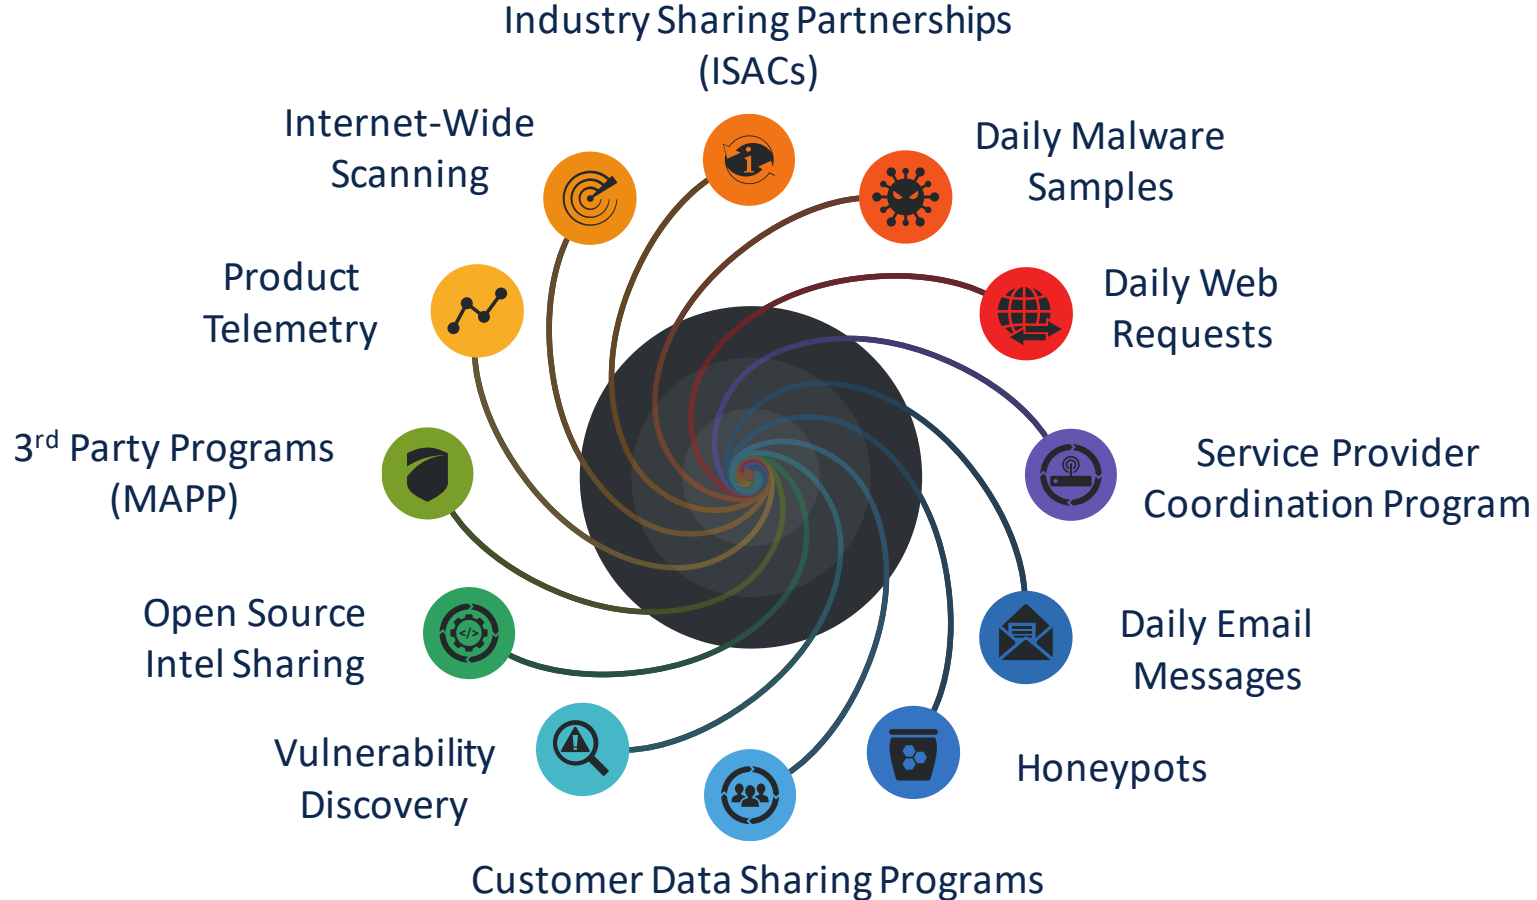 Industry Sharing Partnerships
(ISACs)
Internet-Wide
Scanning
Daily Malware
Samples
Product
Telemetry
Daily Web
Requests
3rd Party Programs
(MAPP)
Service Provider
Coordination Program
Open Source
Intel Sharing
Daily Email
Messages
Vulnerability
Discovery
Honeypots
Customer Data Sharing Programs